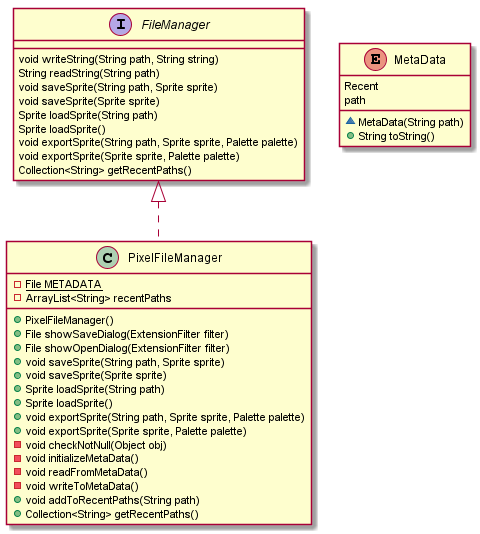 I FileManager
void writeString(String path, String string)
String readString(String path)
void saveSprite(String path, Sprite sprite)
void saveSprite(Sprite sprite)
Sprite loadSprite(String path)
Sprite loadSprite()
void exportSprite(String path, Sprite sprite, Palette palette)
void exportSprite(Sprite sprite, Palette palette)
Collection<String> getRecentPaths()
E MetaData
Recent
path
MetaData(String path)
String toString()
C PixelFileManager
File METADATA
ArrayList<String> recentPaths
PixelFileManager()
File showSaveDialog(ExtensionFilter filter)
File showOpenDialog(ExtensionFilter filter)
void saveSprite(String path, Sprite sprite)
void saveSprite(Sprite sprite)
Sprite loadSprite(String path)
Sprite loadSprite()
void exportSprite(String path, Sprite sprite, Palette palette)
void exportSprite(Sprite sprite, Palette palette)
void checkNotNull(Object obj)
void initializeMetaData()
void readFromMetaData()
void writeToMetaData()
void addToRecentPaths(String path)
Collection<String> getRecentPaths()